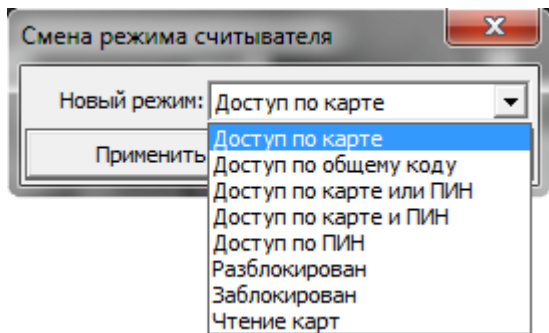 Смена режима считывателя
Новый режим: Доступ по карте
Применить
Доступ по карте
Доступ по общему коду
Доступ по карте или ПИН
Доступ по карте и ПИН
Доступ по ПИН
Разблокирован
Заблокирован
Чтение карт